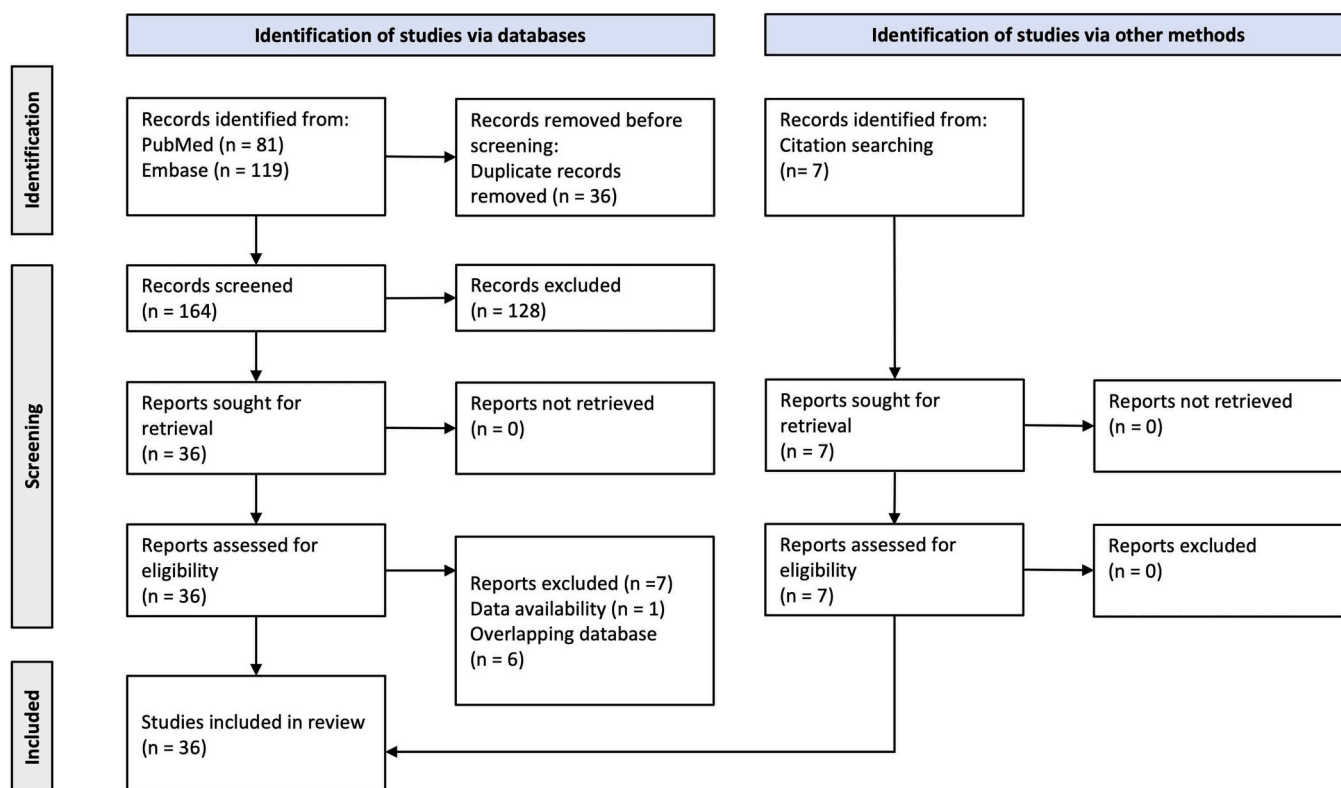 Identification of studies via databases
Identification of studies via other methods
Identification
Records identified from:
PubMed (n = 81)
Embase (n = 119)
Records removed before
screening:
Duplicate records
removed (n = 36)
Records identified from:
Citation searching
(n= 7)
Screening
Records screened
(n = 164)
Records excluded
(n = 128)
Reports sought for
retrieval
(n = 36)
Reports not retrieved
(n = 0)
Reports sought for
retrieval
(n = 7)
Reports not retrieved
(n = 0)
Reports assessed for
eligibility
(n = 36)
Reports excluded (n =7)
Data availability (n = 1)
Overlapping database
(n = 6)
Reports assessed for
eligibility
(n = 7)
Reports excluded
(n = 0)
Included
Studies included in review
(n = 36)